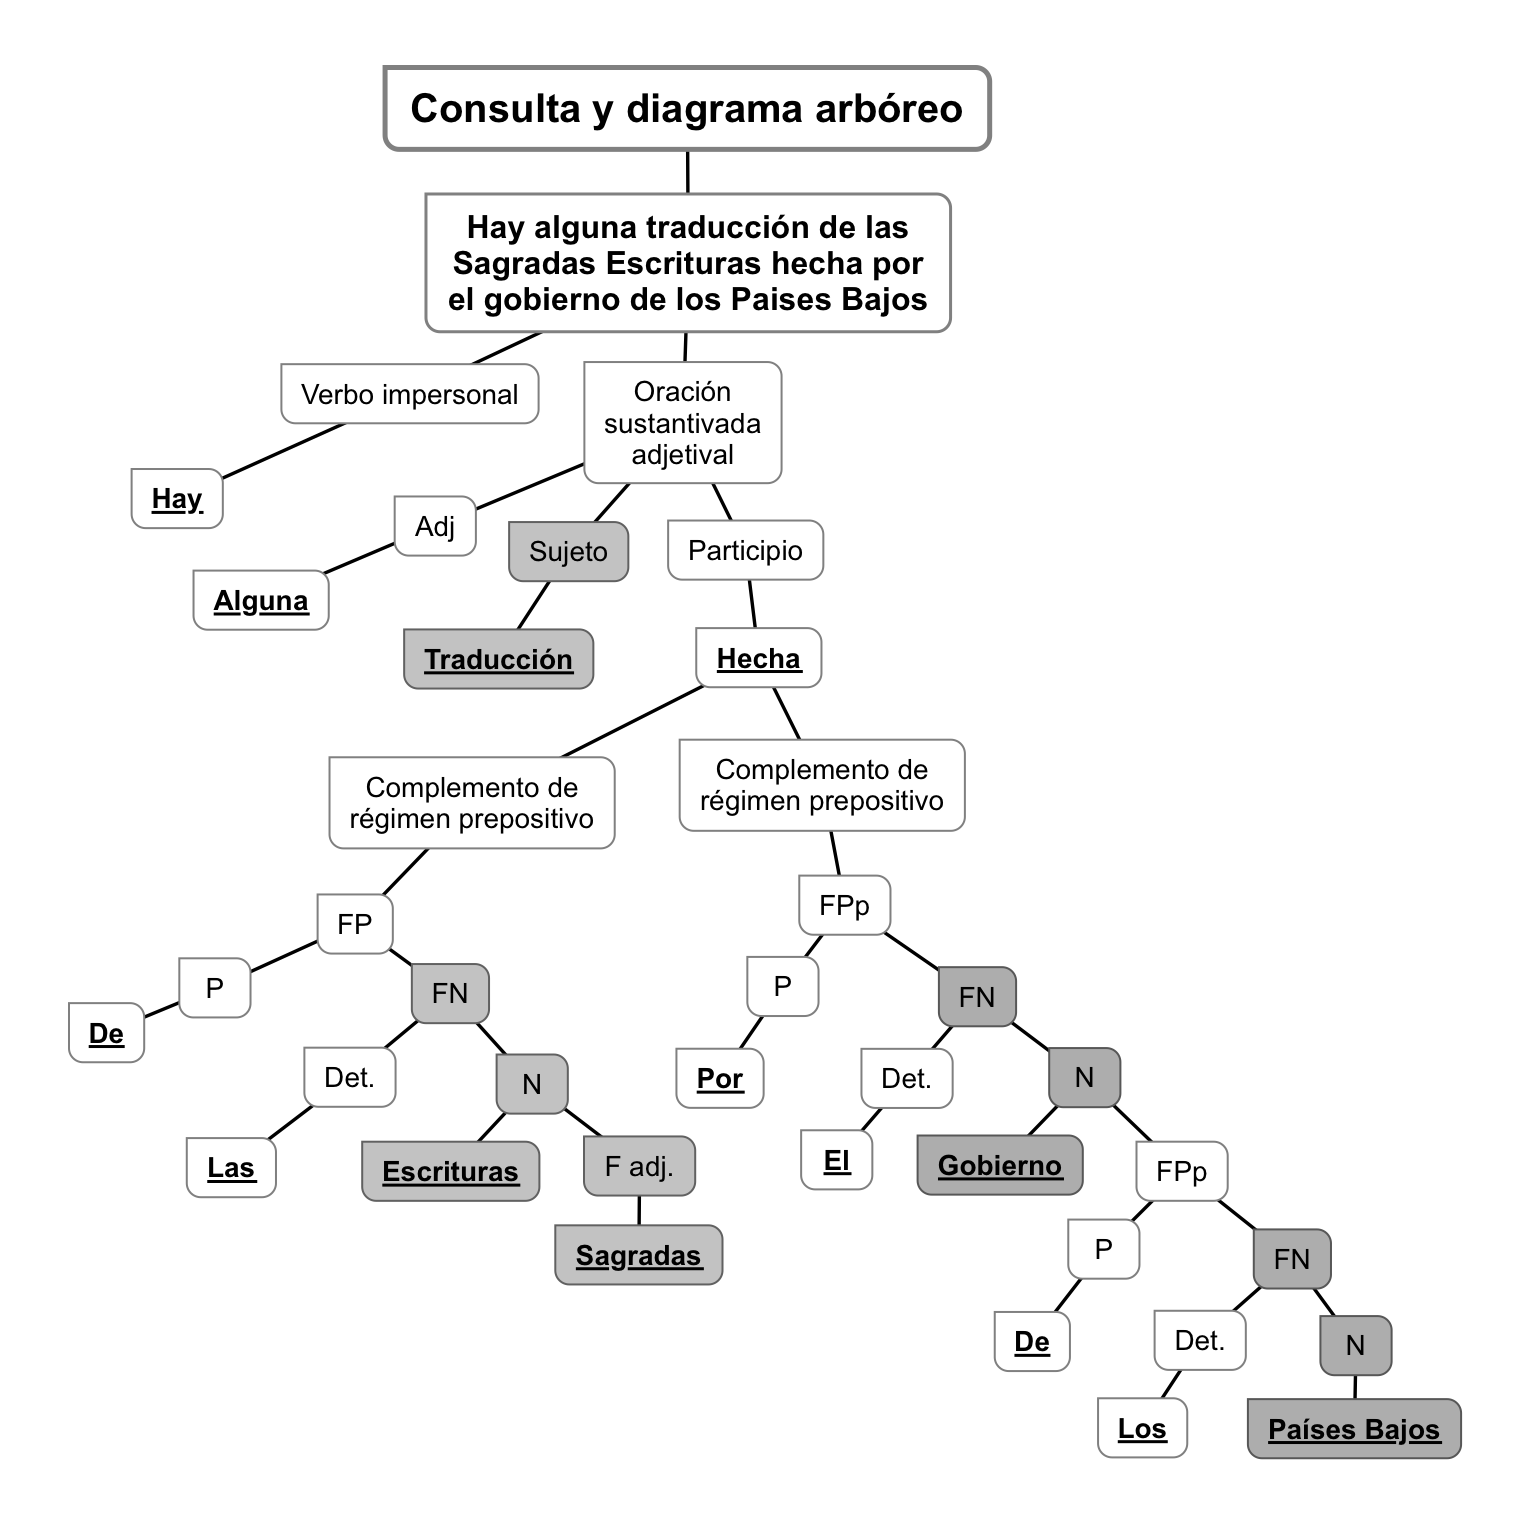 Consulta y diagrama arbóreo
Hay alguna traducción de las
Sagradas Escrituras hecha por
el gobierno de los Paises Bajos
Verbo impersonal
Oración
sustantivada
adjetival
Hay
Adj
Sujeto
Participio
Alguna
Traducción
Hecha
Complemento de
régimen prepositivo
Complemento de
régimen prepositivo
FP
FPp
P
FN
P
FN
De
Det.
N
Por
Det.
N
Las
Escrituras
F adj.
El
Gobierno
FPp
Sagradas
P
FN
De
Det.
N
Los
Países Bajos